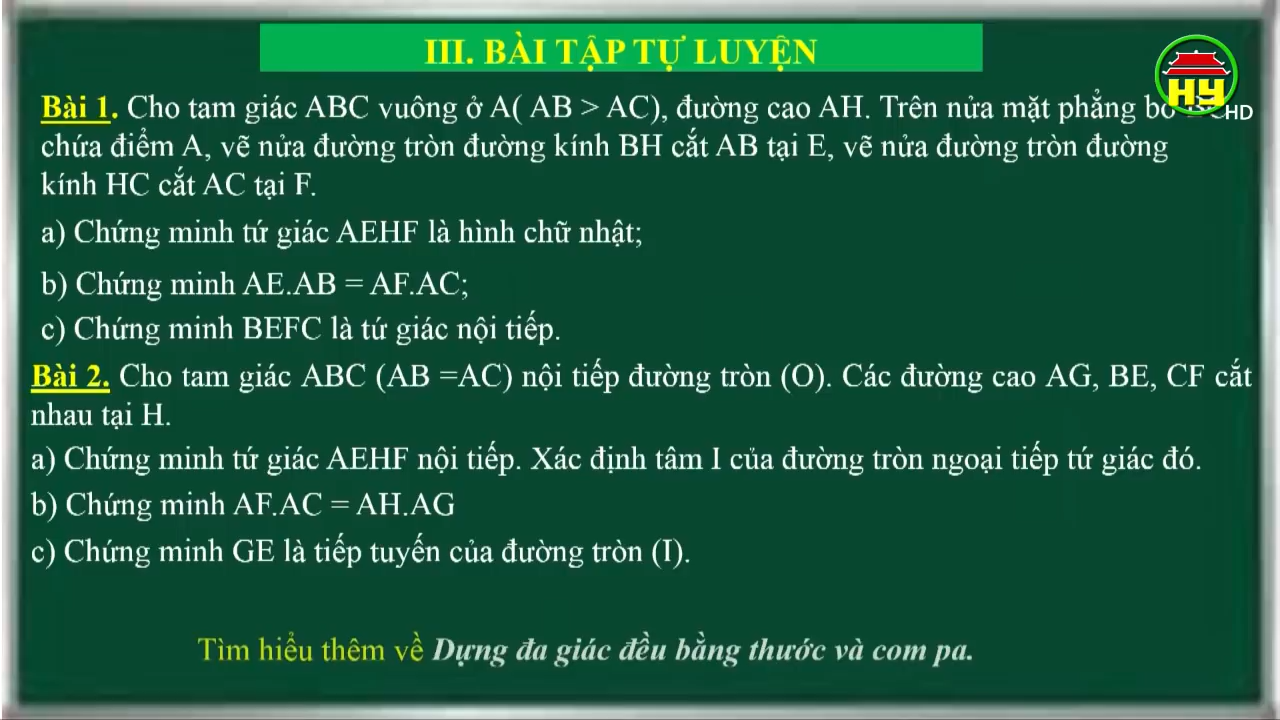 III. BÀI TẬP TỰ LUYỆN
HY
HD
Bài 1. Cho tam giác ABC vuông ở A( AB > AC), đường cao AH. Trên nửa mặt phẳng bờ
chứa điểm A, vẽ nửa đường tròn đường kính BH cắt AB tại E, vẽ nửa đường tròn đường
kính HC cắt AC tại F.
a) Chứng minh tứ giác AEHF là hình chữ nhật;
b) Chứng minh AE.AB = AF.AC;
c) Chứng minh BEFC là tứ giác nội tiếp.
Bài 2. Cho tam giác ABC (AB =AC) nội tiếp đường tròn (O). Các đường cao AG, BE, CF cắt
nhau tại H.
a) Chứng minh tứ giác AEHF nội tiếp. Xác định tâm I của đường tròn ngoại tiếp tứ giác đó.
b) Chứng minh AF.AC = AH.AG
c) Chứng minh GE là tiếp tuyến của đường tròn (I).
Tìm hiểu thêm về Dựng đa giác đều bằng thước và com pa.